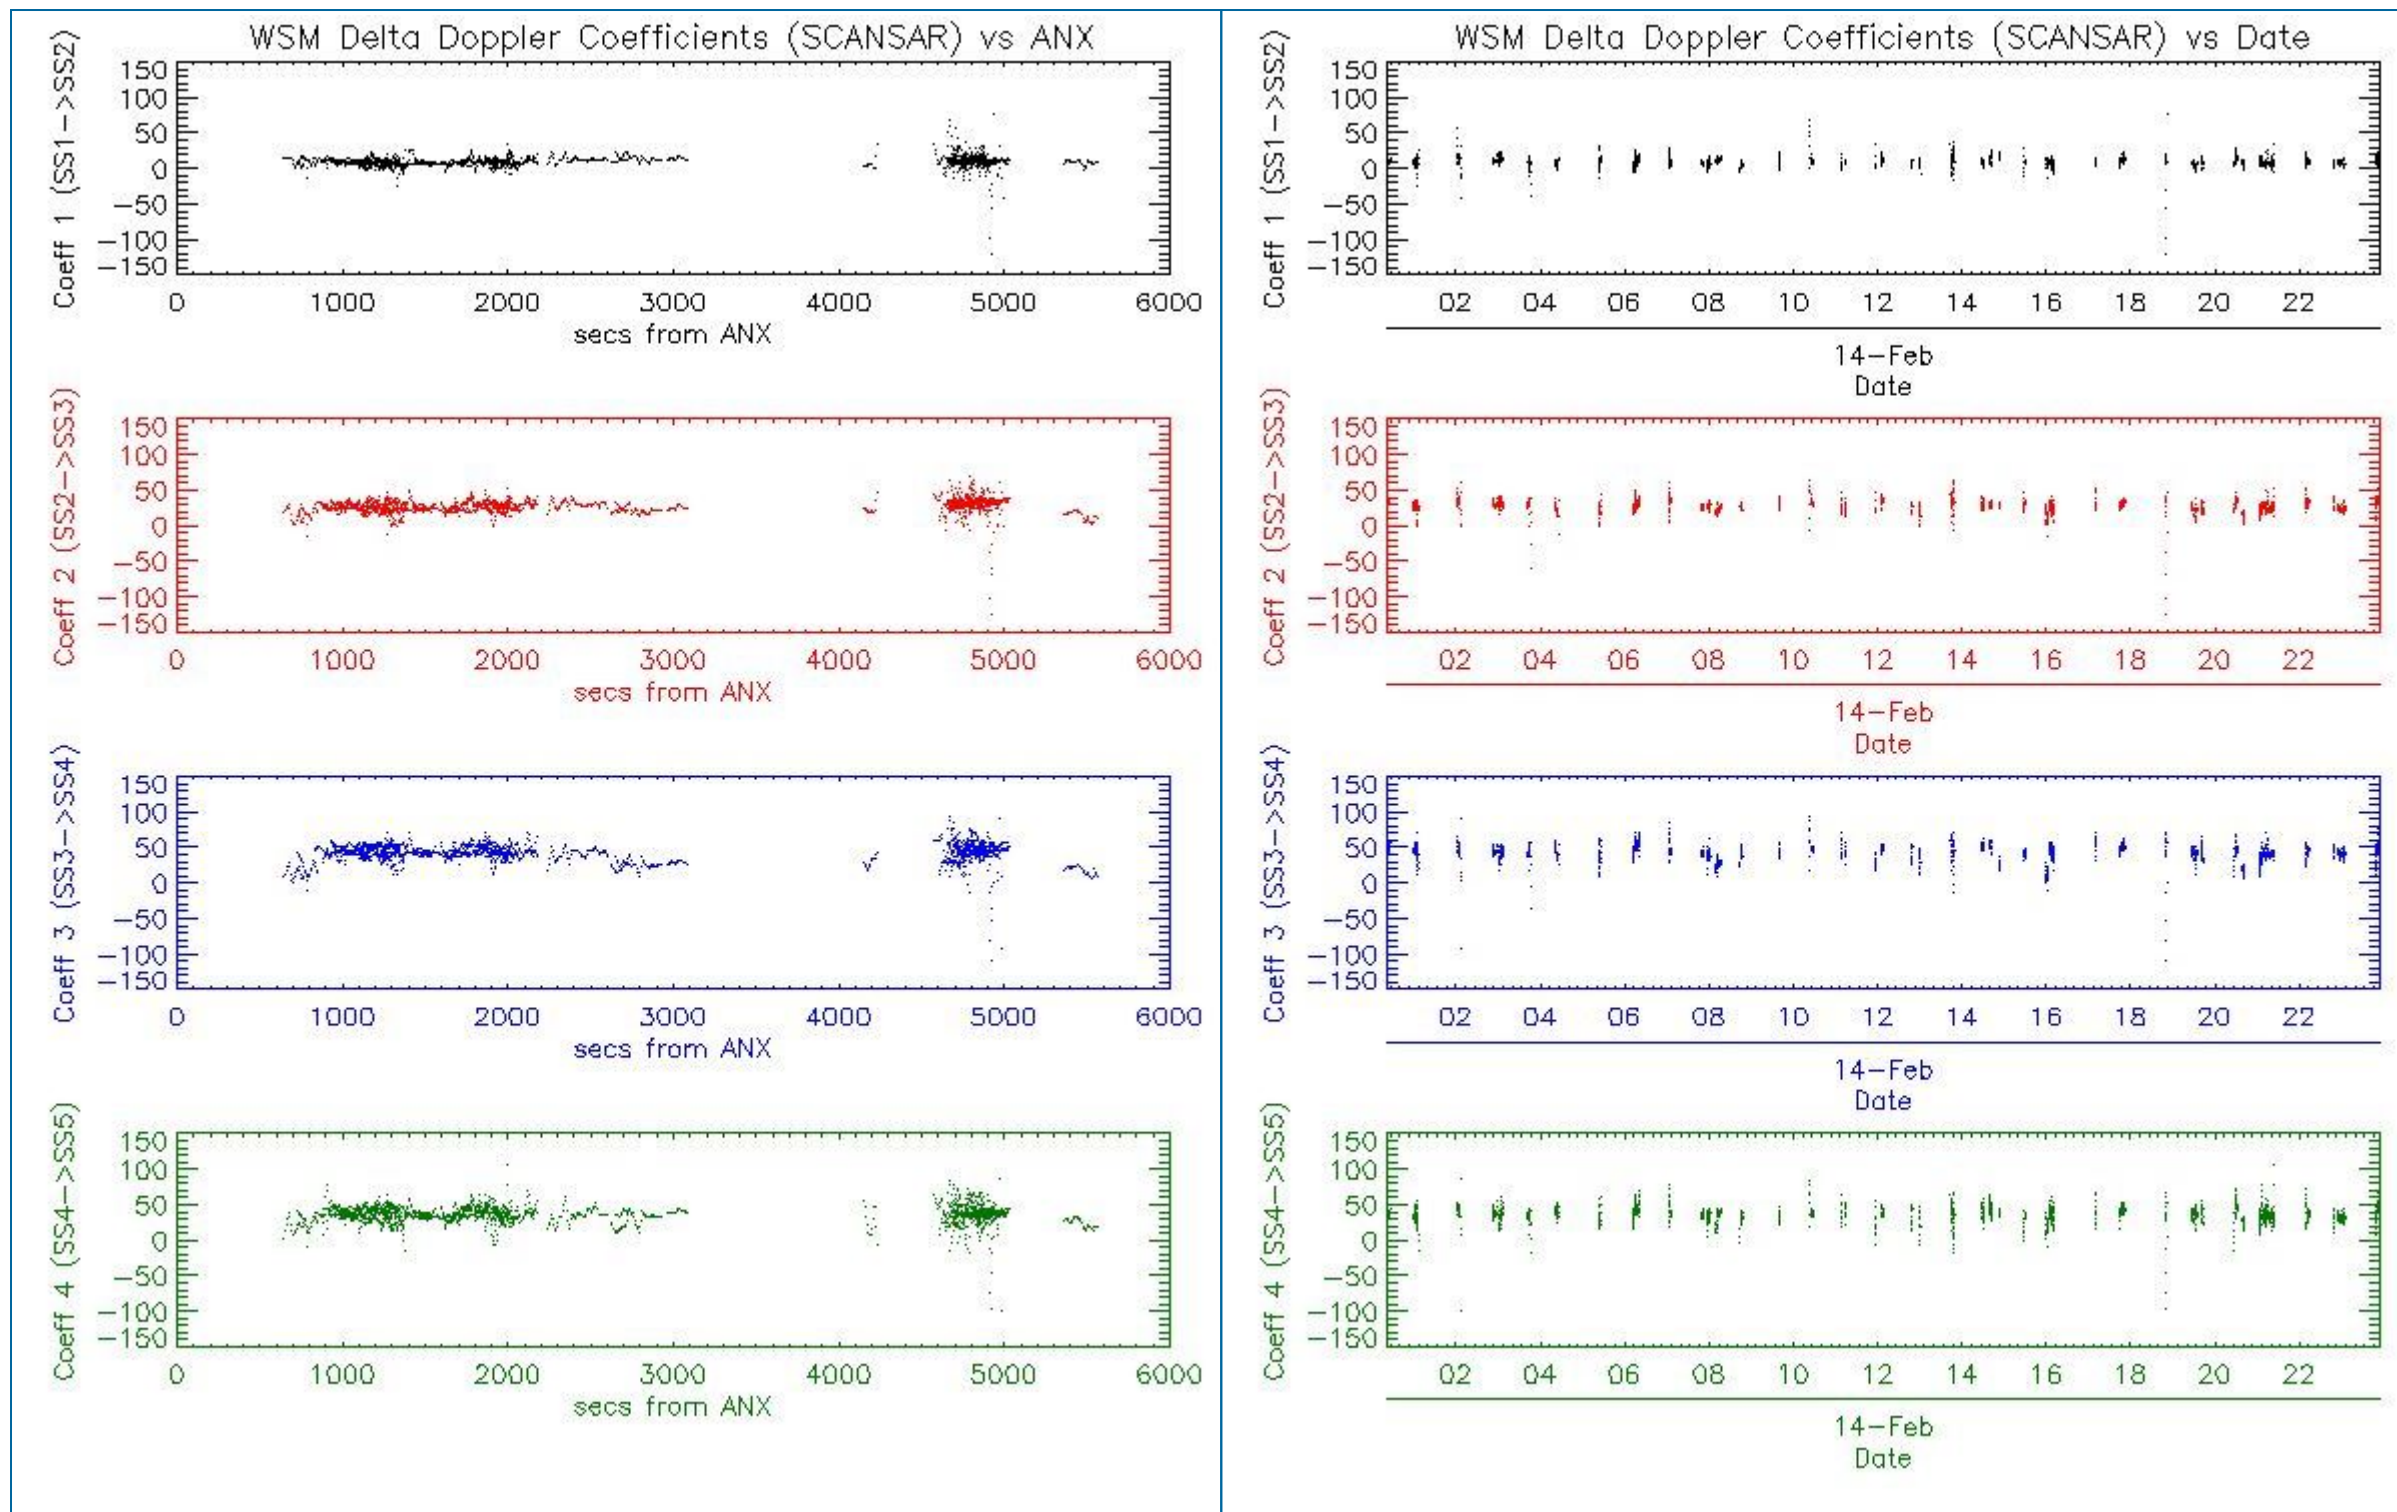 WSM Delta Doppler Coefficients (SCANSAR) vs ANX
Coeff 1 (SS1->SS2)
150
100
50
0
-50
-100
-150
0 1000 2000 3000 4000 5000 6000
secs from ANX
Coeff 2 (SS2->SS3)
150
100
50
0
-50
-100
-150
0 1000 2000 3000 4000 5000 6000
secs from ANX
Coeff 3 (SS3->SS4)
150
100
50
0
-50
-100
-150
0 1000 2000 3000 4000 5000 6000
secs from ANX
Coeff 4 (SS4->SS5)
150
100
50
0
-50
-100
-150
0 1000 2000 3000 4000 5000 6000
secs from ANX
WSM Delta Doppler Coefficients (SCANSAR) vs Date
Coeff 1 (SS1->SS2)
150
100
50
0
-50
-100
-150
02 04 06 08 10 12 14 16 18 20 22
14-Feb
Date
Coeff 2 (SS2->SS3)
150
100
50
0
-50
-100
-150
02 04 06 08 10 12 14 16 18 20 22
14-Feb
Date
Coeff 3 (SS3->SS4)
150
100
50
0
-50
-100
-150
02 04 06 08 10 12 14 16 18 20 22
14-Feb
Date
Coeff 4 (SS4->SS5)
150
100
50
0
-50
-100
-150
02 04 06 08 10 12 14 16 18 20 22
14-Feb
Date